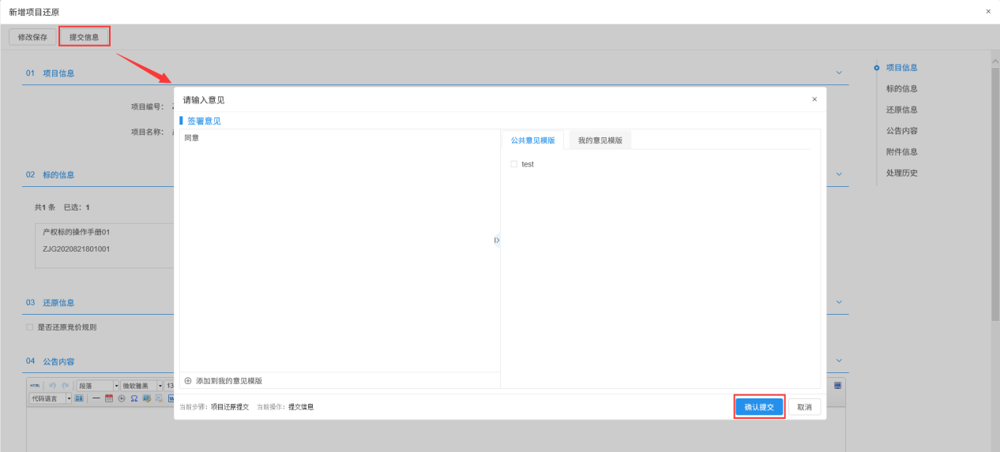 新增项目还原
修改保存 提交信息
01 项目信息
项目编号：
项目名称：
02 标的信息
共1 条 已选：1
产权标的操作手册01
ZJG2020821801001
03 还原信息
是否还原竞价规则
04 公告内容
段落 微软雅黑 13
代码语言
请输入意见
签署意见
同意
添加到我的意见模版
公共意见模版 我的意见模版
test
当前步骤：项目还原提交 当前操作：提交信息
确认提交 取消
项目信息
标的信息
还原信息
公告内容
附件信息
处理历史